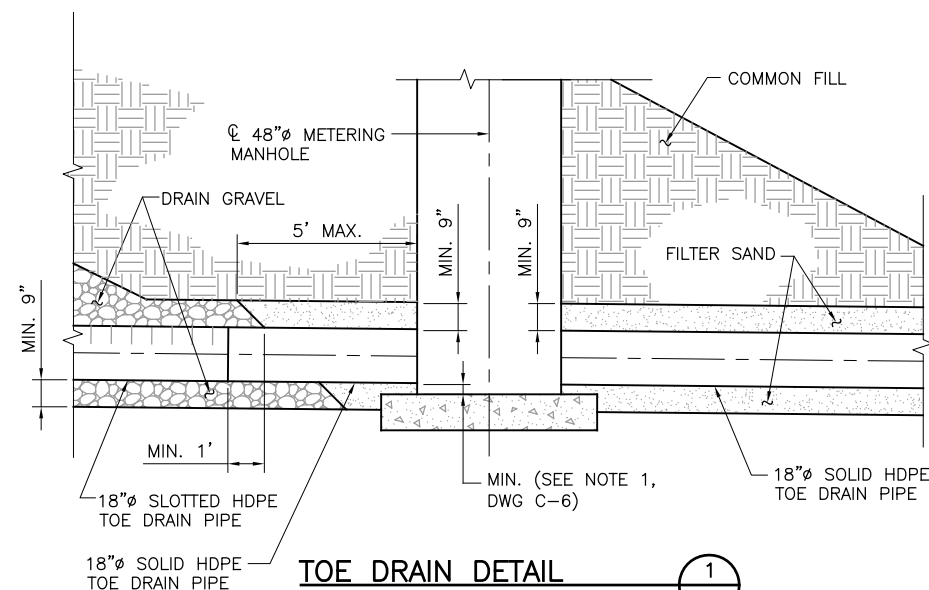 COMMON FILL
℄ 48"ø METERING
MANHOLE
DRAIN GRAVEL
5' MAX.
MIN. 9"
MIN. 9"
FILTER SAND
MIN. 9"
MIN. 1'
MIN. (SEE NOTE 1,
DWG C-6)
18"ø SLOTTED HDPE
TOE DRAIN PIPE
18"ø SOLID HDPE
TOE DRAIN PIPE
18"ø SOLID HDPE
TOE DRAIN PIPE
TOE DRAIN DETAIL
1